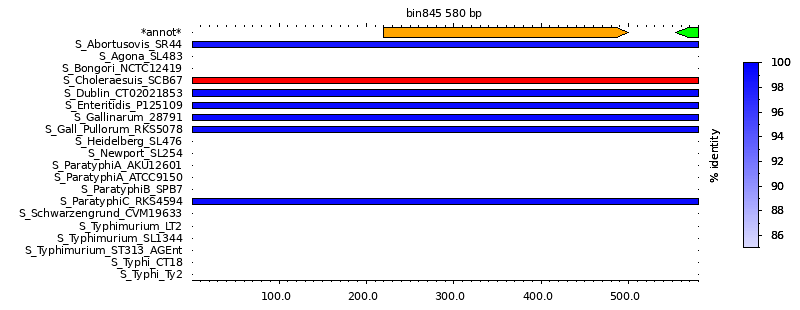 bin845 580 bp
*annot*
S_Abortusovis_SR44
S_Agona_SL483
S_Bongori_NCTC12419
S_Choleraesuis_SCB67
S_Dublin_CT02021853
S_Enteritidis_P125109
S_Gallinarum_28791
S_Gall_Pullorum_RKS5078
S_Heidelberg_SL476
S_Newport_SL254
S_ParatyphiA_AKU12601
S_ParatyphiA_ATCC9150
S_ParatyphiB_SPB7
S_ParatyphiC_RKS4594
S_Schwarzengrund_CVM19633
S_Typhimurium_LT2
S_Typhimurium_SL1344
S_Typhimurium_ST313_AGEnt
S_Typhi_CT18
S_Typhi_Ty2
100.0 200.0 300.0 400.0 500.0
% identity
100
98
96
94
92
90
88
86